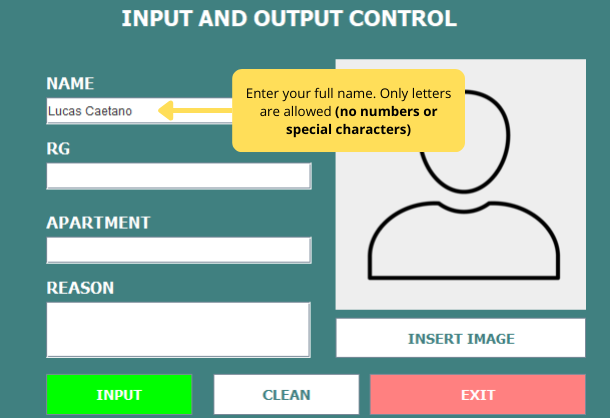 INPUT AND OUTPUT CONTROL
NAME
Lucas Caetano
Enter your full name. Only letters
are allowed (no numbers or
special characters)
RG
APARTMENT
REASON
INSERT IMAGE
INPUT
CLEAN
EXIT